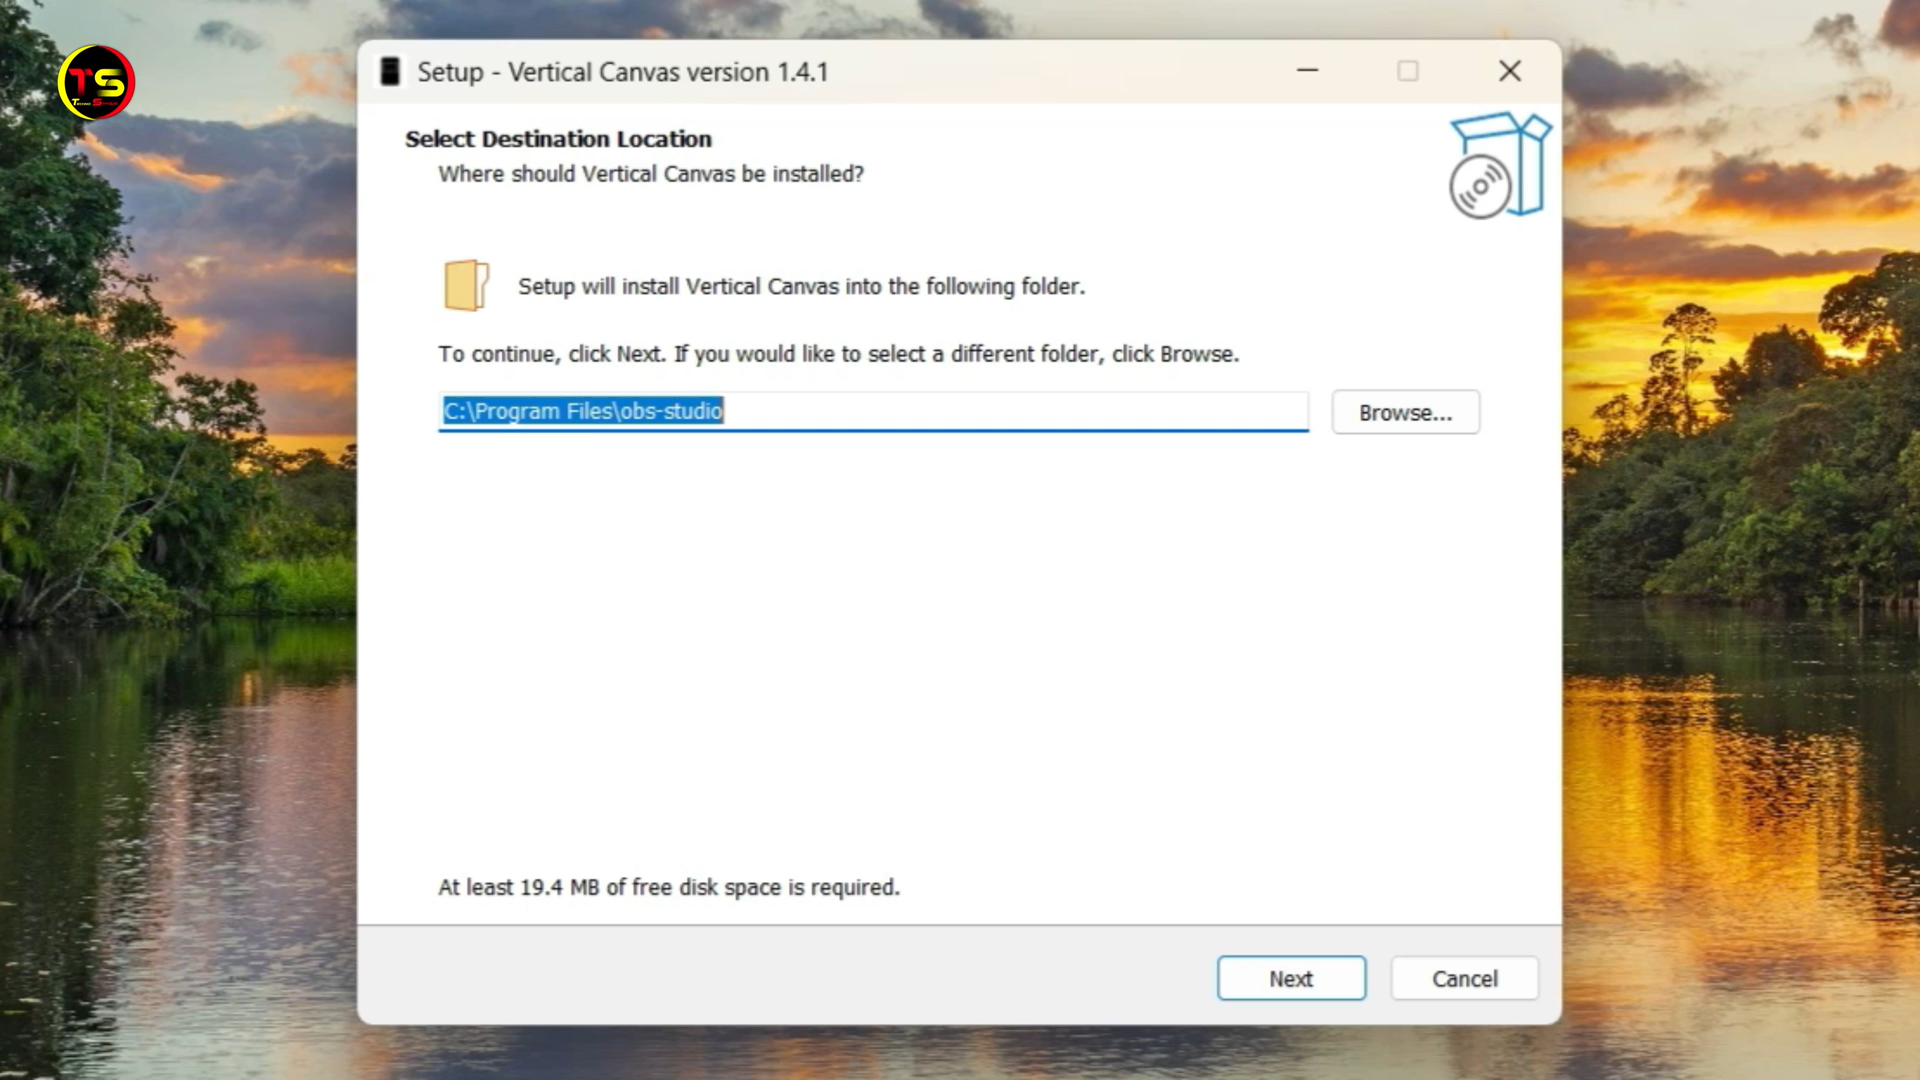 TS
Setup - Vertical Canvas version 1.4.1
Select Destination Location
Where should Vertical Canvas be installed?
Setup will install Vertical Canvas into the following folder.
To continue, click Next. If you would like to select a different folder, click Browse.
C:\Program Files\obs-studio
Browse...
At least 19.4 MB of free disk space is required.
Next
Cancel